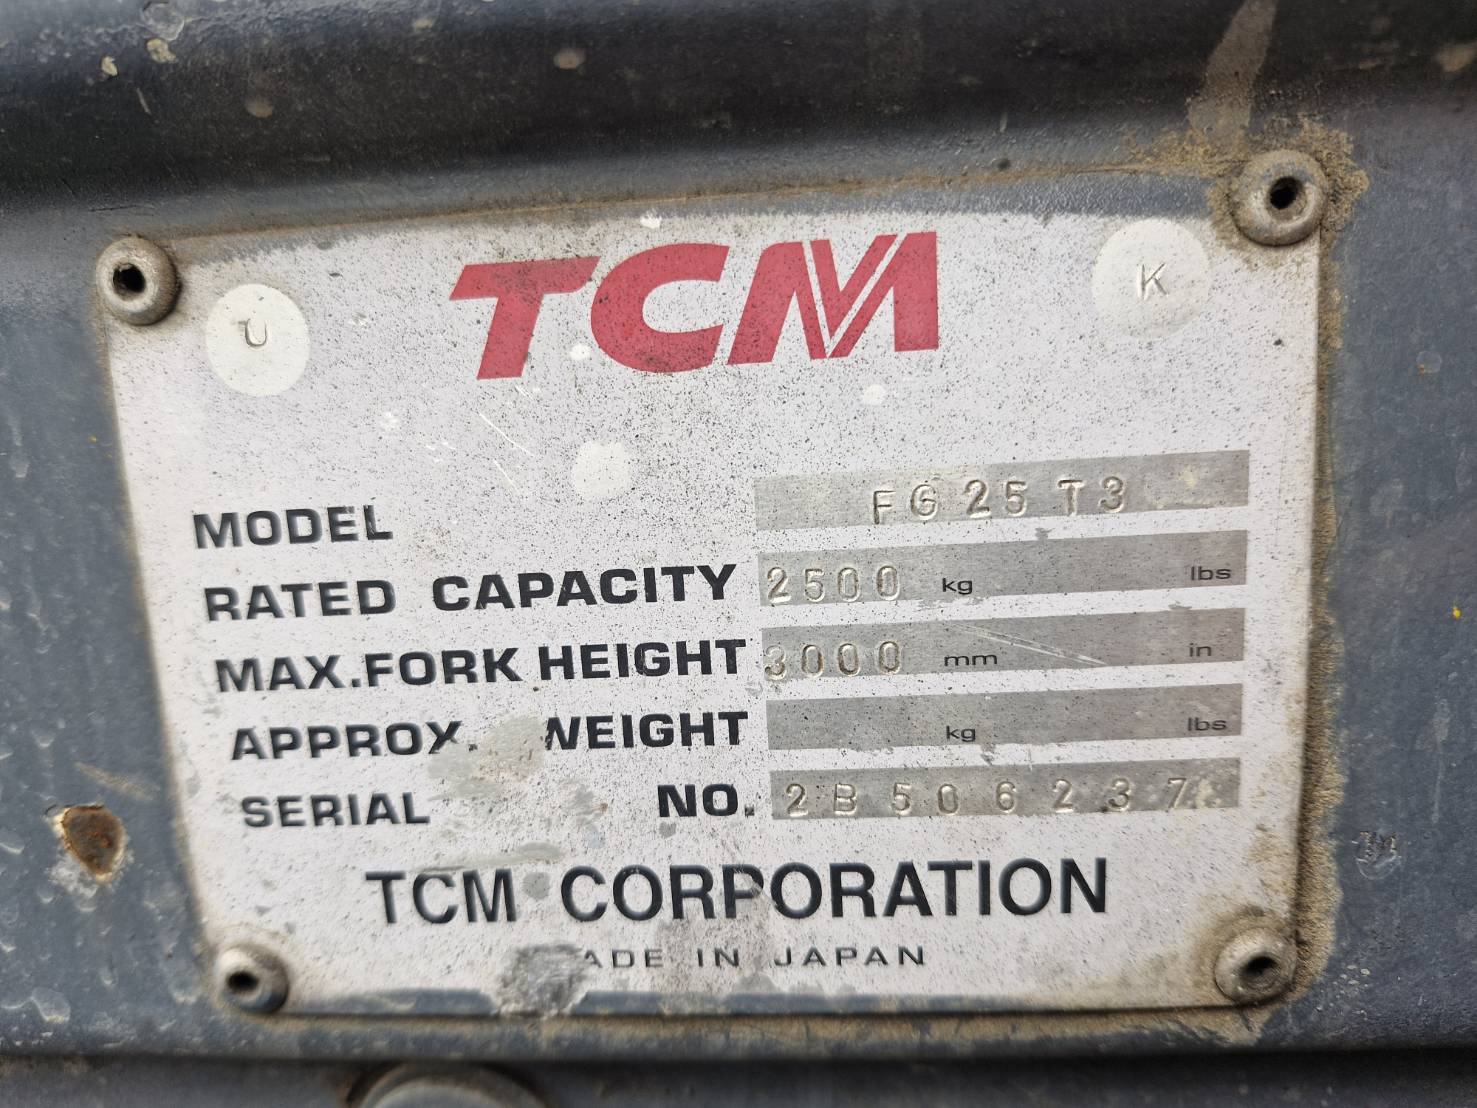 U TCM K
MODEL FG25T3
RATED CAPACITY 2500 kg lbs
MAX.FORK HEIGHT 3000 mm in
APPROX. WEIGHT kg lbs
SERIAL NO. 2B506237
TCM CORPORATION
MADE IN JAPAN